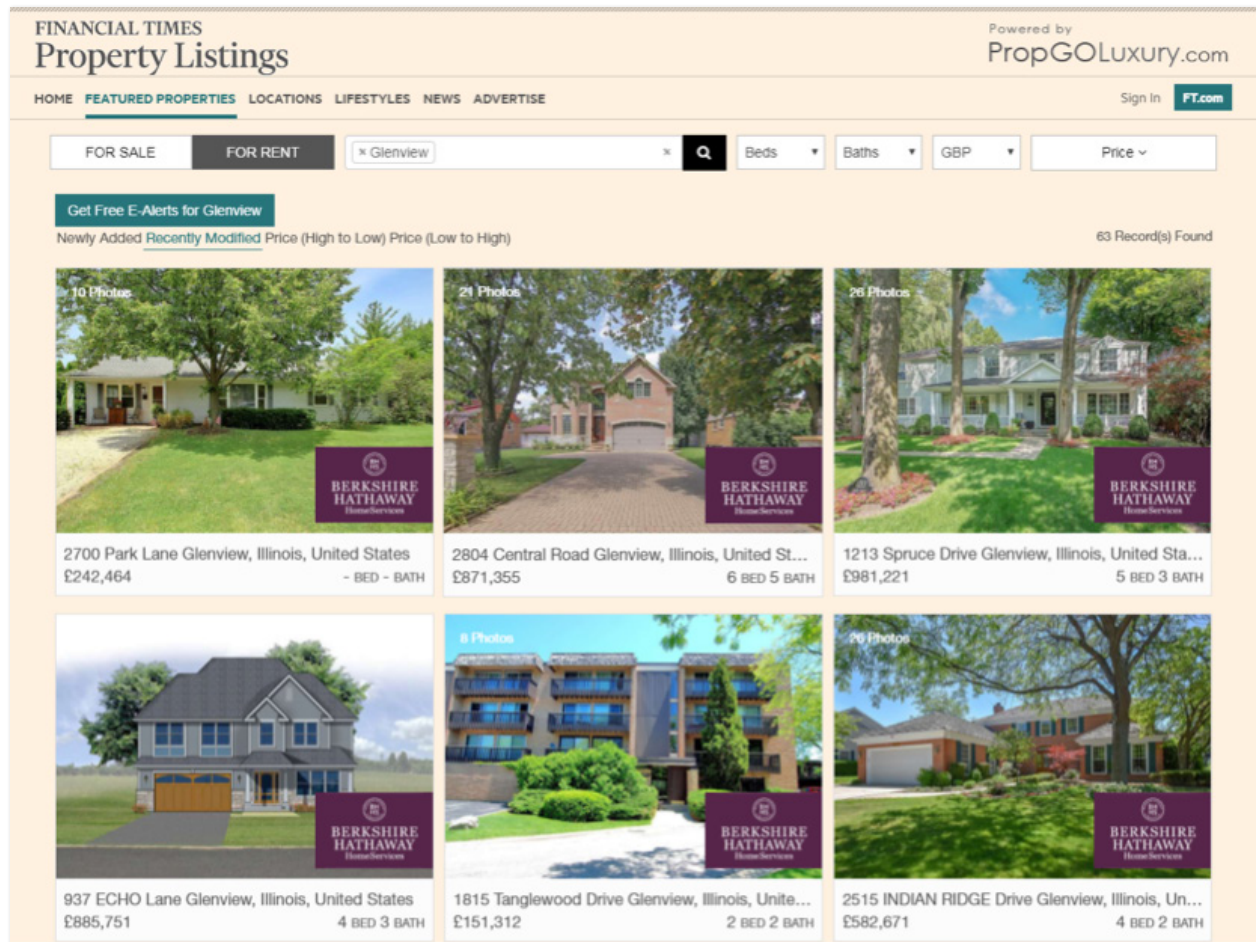 FINANCIAL TIMES
Property Listings
Powered by
PropGOLuxury.com
HOME FEATURED PROPERTIES LOCATIONS LIFESTYLES NEWS ADVERTISE
Sign In FT.com
FOR SALE FOR RENT × Glenview × Beds Baths GBP Price
Get Free E-Alerts for Glenview
Newly Added Recently Modified Price (High to Low) Price (Low to High)
63 Record(s) Found
10 Photos
BERKSHIRE
HATHAWAY
HomeServices
2700 Park Lane Glenview, Illinois, United States
£242,464 - BED - BATH
21 Photos
BERKSHIRE
HATHAWAY
HomeServices
2804 Central Road Glenview, Illinois, United St...
£871,355 6 BED 5 BATH
26 Photos
BERKSHIRE
HATHAWAY
HomeServices
1213 Spruce Drive Glenview, Illinois, United Sta...
£981,221 5 BED 3 BATH
BERKSHIRE
HATHAWAY
HomeServices
937 ECHO Lane Glenview, Illinois, United States
£885,751 4 BED 3 BATH
8 Photos
BERKSHIRE
HATHAWAY
HomeServices
1815 Tanglewood Drive Glenview, Illinois, Unite...
£151,312 2 BED 2 BATH
26 Photos
BERKSHIRE
HATHAWAY
HomeServices
2515 INDIAN RIDGE Drive Glenview, Illinois, Un...
£582,671 4 BED 2 BATH